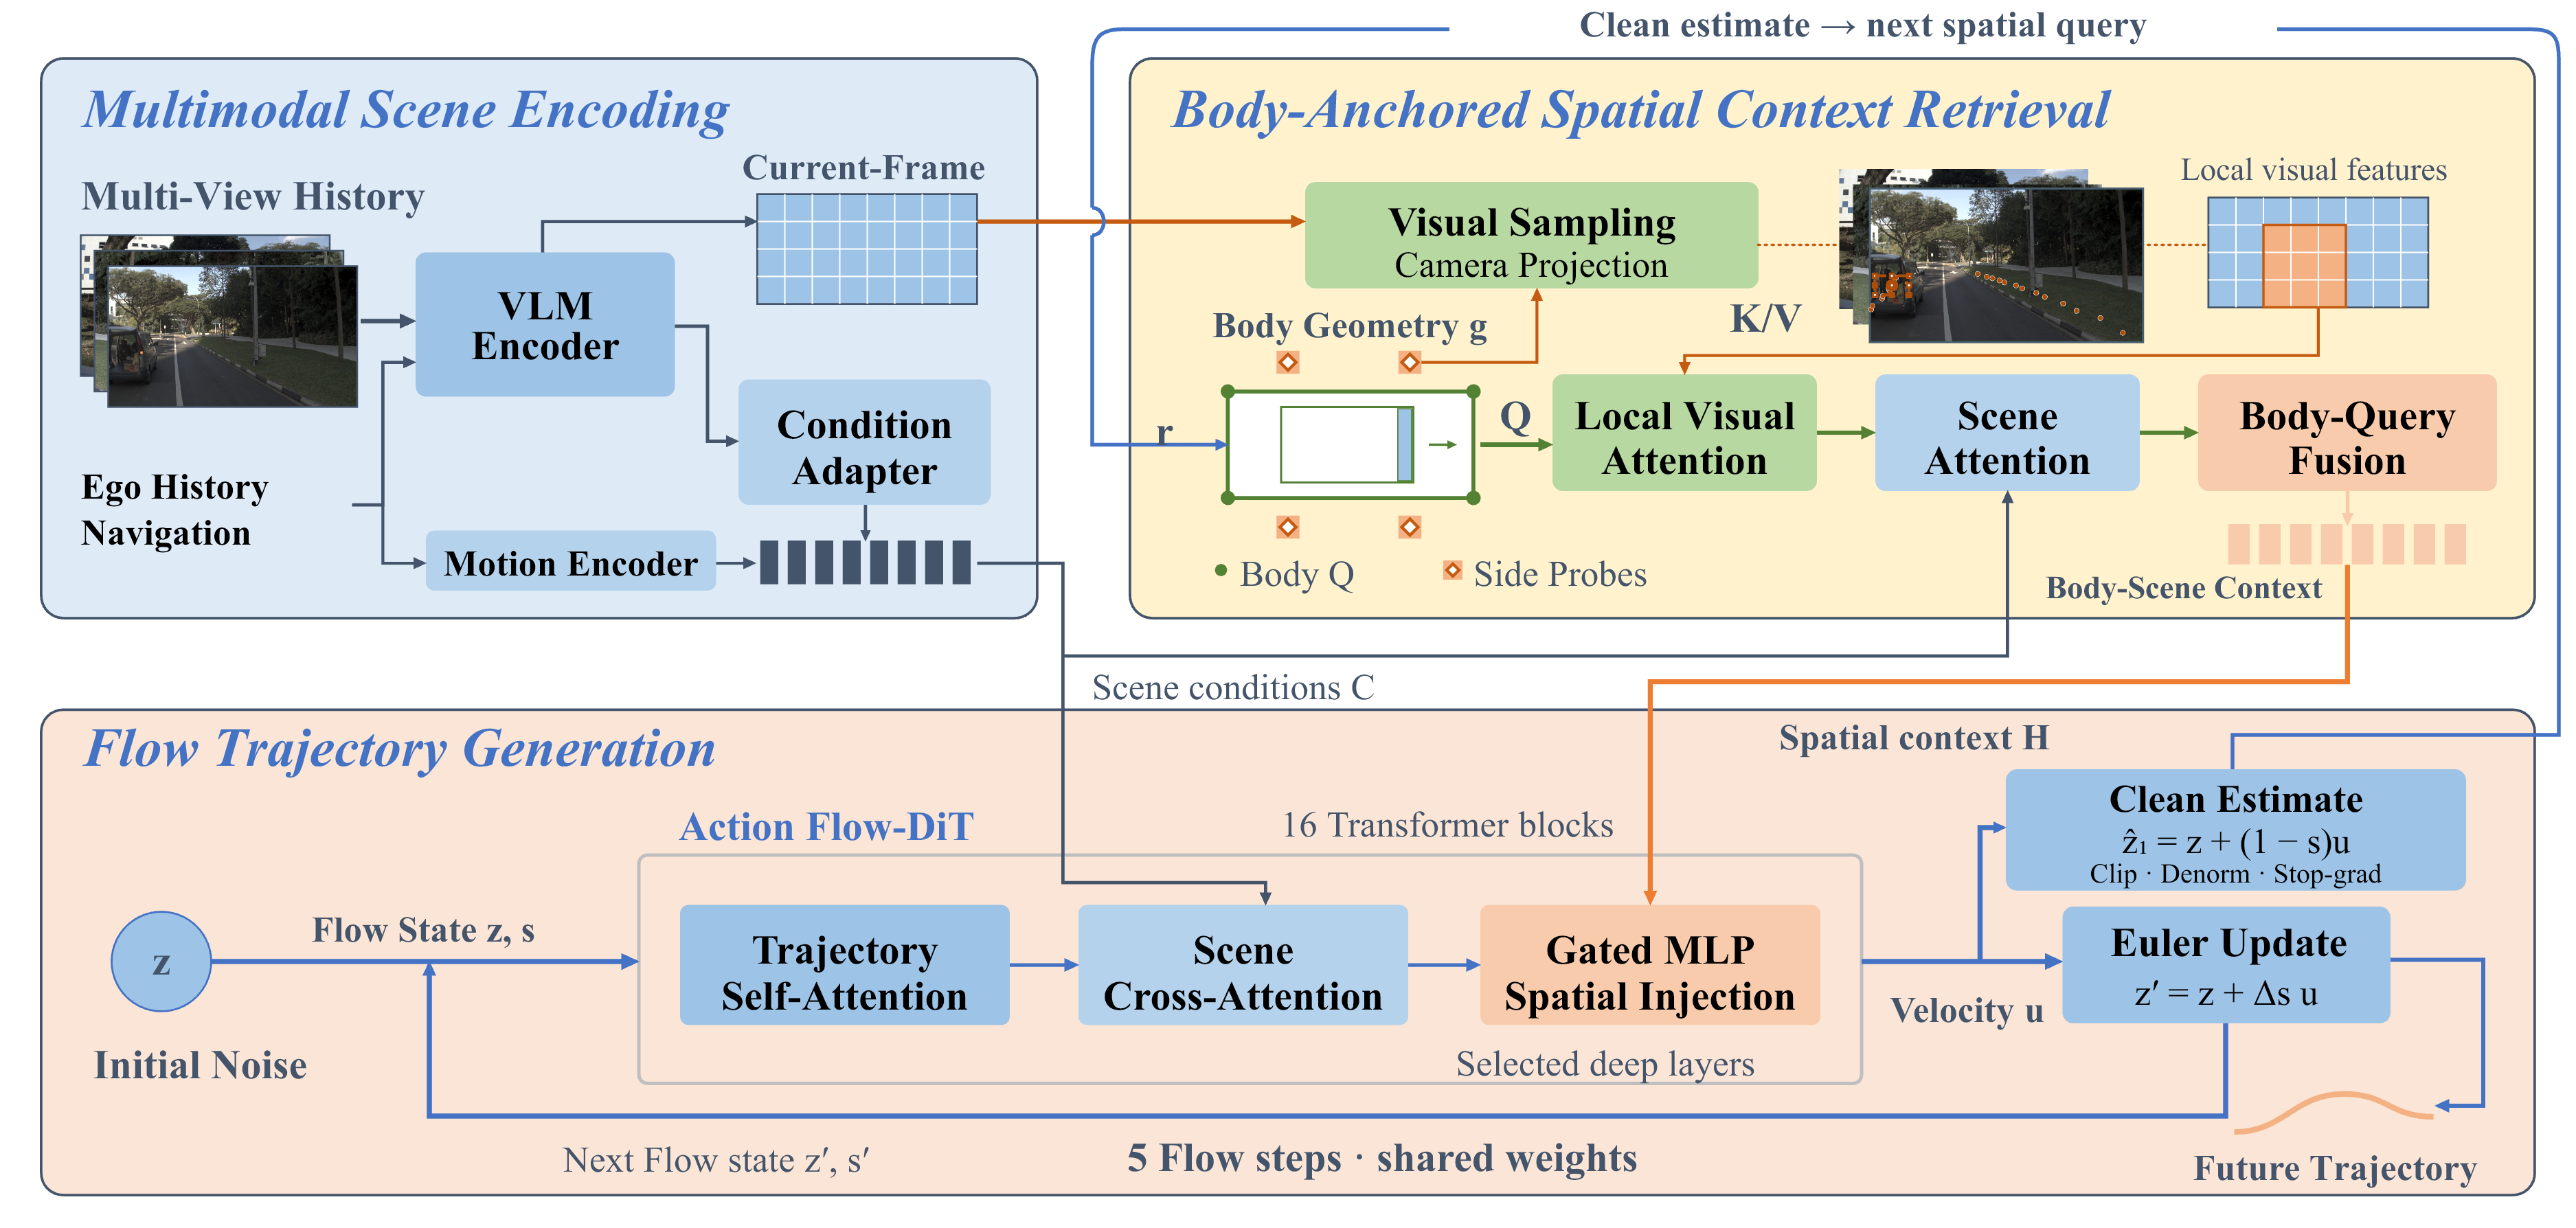 Clean estimate → next spatial query
Multimodal Scene Encoding
Multi-View History
Current-Frame
VLM
Encoder
Condition
Adapter
Ego History
Navigation
Motion Encoder
Body-Anchored Spatial Context Retrieval
Visual Sampling
Camera Projection
Local visual features
K/V
Body Geometry g
r
Q
Local Visual
Attention
Scene
Attention
Body-Query
Fusion
Body Q
Side Probes
Body-Scene Context
Scene conditions C
Flow Trajectory Generation
Spatial context H
Action Flow-DiT
16 Transformer blocks
Clean Estimate
ẑ₁ = z + (1 − s)u
Clip · Denorm · Stop-grad
z
Flow State z, s
Trajectory
Self-Attention
Scene
Cross-Attention
Gated MLP
Spatial Injection
Euler Update
z′ = z + Δs u
Velocity u
Initial Noise
Selected deep layers
Next Flow state z′, s′
5 Flow steps · shared weights
Future Trajectory